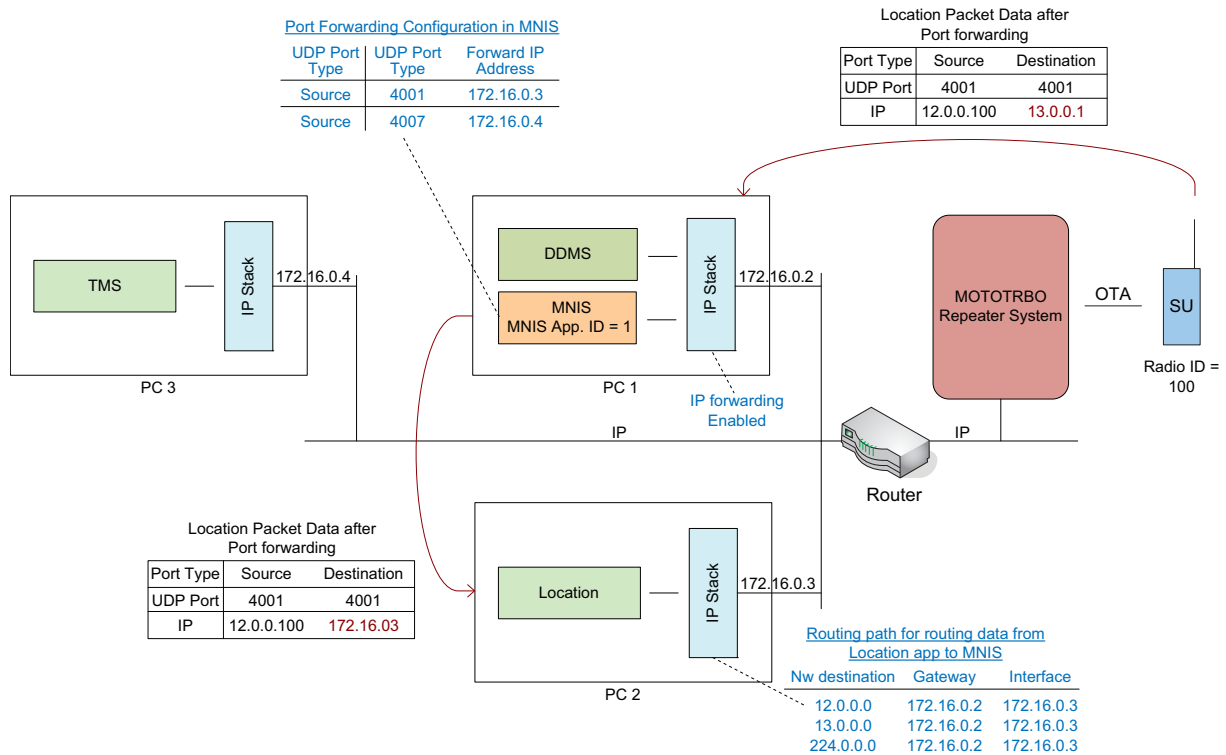 Port Forwarding Configuration in MNIS
UDP Port Type UDP Port Type Forward IP Address
Source 4001 172.16.0.3
Source 4007 172.16.0.4
Location Packet Data after
Port forwarding
Port Type Source Destination
UDP Port 4001 4001
IP 12.0.0.100 13.0.0.1
TMS
IP Stack
172.16.0.4
PC 3
DDMS
MNIS
MNIS App. ID = 1
IP Stack
172.16.0.2
PC 1
IP forwarding
Enabled
MOTOTRBO
Repeater System
OTA
SU
Radio ID =
100
IP
IP
Router
Location Packet Data after
Port forwarding
Port Type Source Destination
UDP Port 4001 4001
IP 12.0.0.100 172.16.03
Location
IP Stack
172.16.0.3
PC 2
Routing path for routing data from
Location app to MNIS
Nw destination Gateway Interface
12.0.0.0 172.16.0.2 172.16.0.3
13.0.0.0 172.16.0.2 172.16.0.3
224.0.0.0 172.16.0.2 172.16.0.3